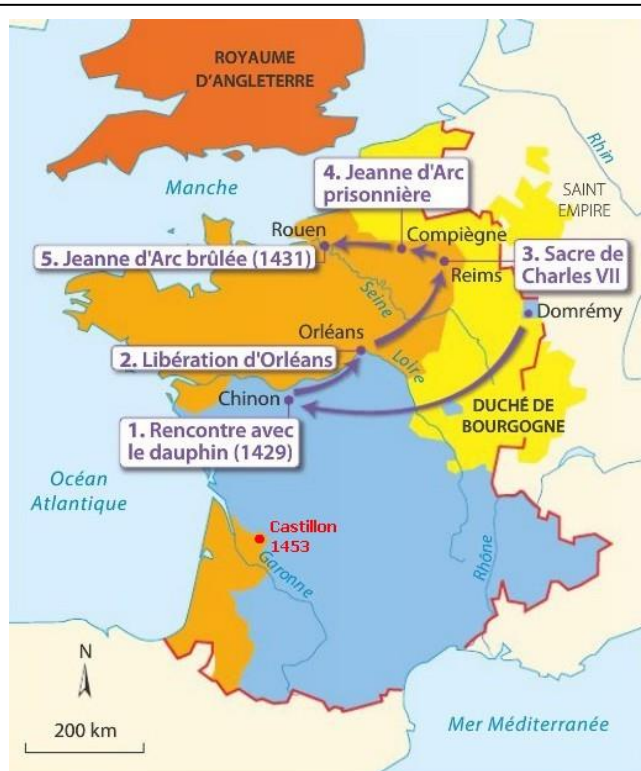 ROYAUME
D'ANGLETERRE
Manche
Rhin
4. Jeanne d'Arc
prisonnière
SAINT
EMPIRE
Rouen
Compiègne
5. Jeanne d'Arc brûlée (1431)
Reims
3. Sacre de
Charles VII
Seine
Domrémy
Orléans
2. Libération d'Orléans
Loire
Chinon
DUCHÉ DE
BOURGOGNE
1. Rencontre avec
le dauphin (1429)
Océan
Atlantique
Castillon
1453
Garonne
Rhône
N
200 km
Mer Méditerranée